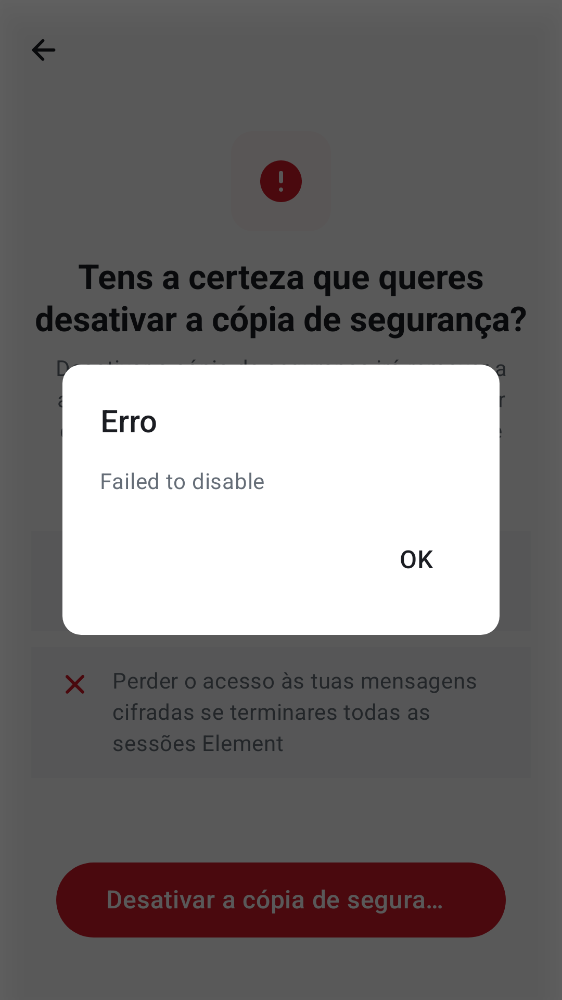 Tens a certeza que queres
desativar a cópia de segurança?
Erro
Failed to disable
OK
Perder o acesso às tuas mensagens
cifradas se terminares todas as
sessões Element
Desativar a cópia de segura…